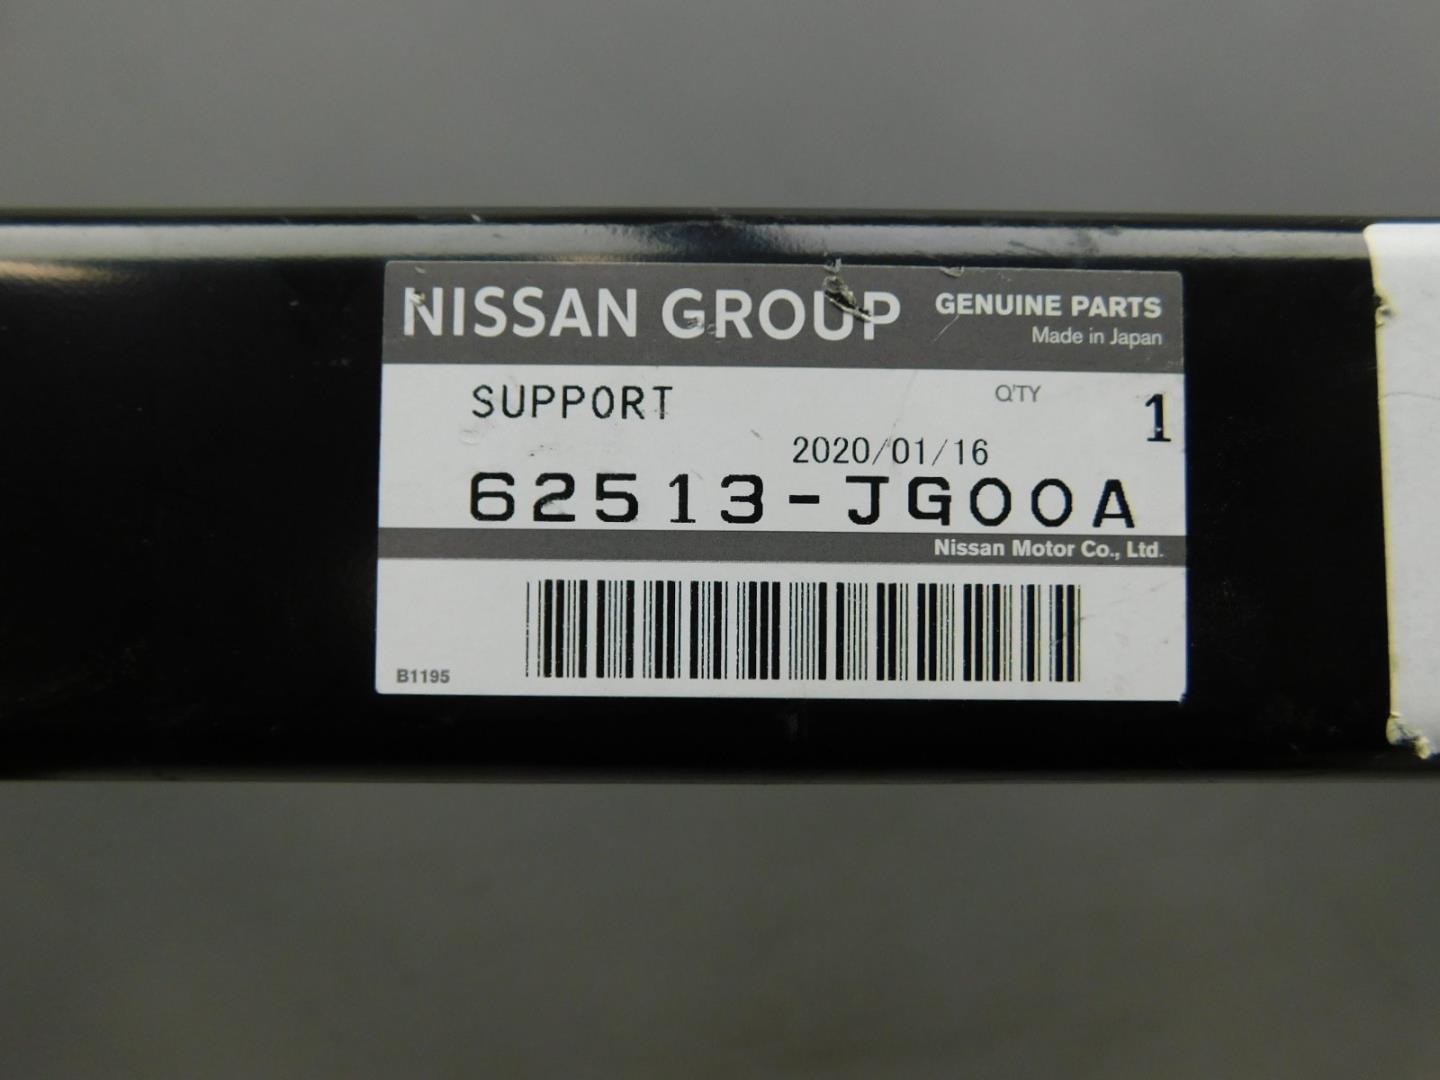 NISSAN GROUP GENUINE PARTS
Made in Japan
SUPPORT Q'TY 1
2020/01/16
62513-JG00A
Nissan Motor Co., Ltd.
B1195